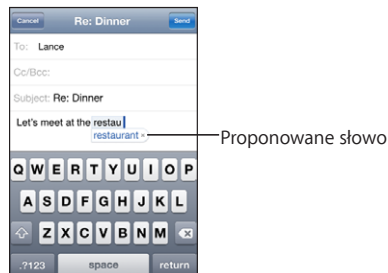 Cancel Re: Dinner Send
To: Lance
Cc/Bcc:
Subject: Re: Dinner
Let's meet at the restau
restaurant ×
Proponowane słowo
Q W E R T Y U I O P
A S D F G H J K L
Z X C V B N M
.?123 space return